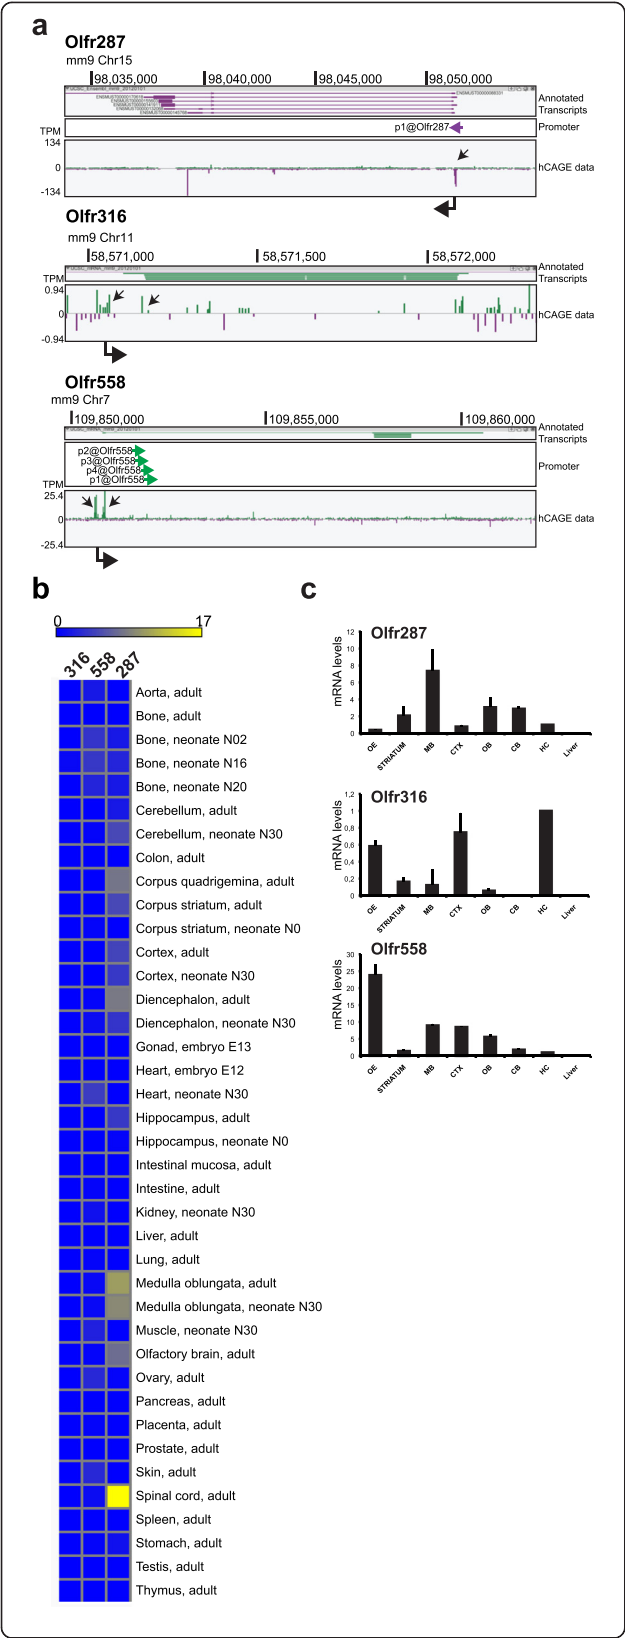 a
Olfr287
mm9 Chr15
98,035,000 98,040,000 98,045,000 98,050,000
Annotated
Transcripts
p1@Olfr287
Promoter
TPM
134
0
-134
hCAGE data
Olfr316
mm9 Chr11
58,571,000 58,571,500 58,572,000
Annotated
Transcripts
TPM
0.94
0
-0.94
hCAGE data
Olfr558
mm9 Chr7
109,850,000 109,855,000 109,860,000
Annotated
Transcripts
p2@Olfr558
p3@Olfr558
p4@Olfr558
p1@Olfr558
Promoter
TPM
25.4
0
-25.4
hCAGE data
b
0 17
316 558 287
Aorta, adult
Bone, adult
Bone, neonate N02
Bone, neonate N16
Bone, neonate N20
Cerebellum, adult
Cerebellum, neonate N30
Colon, adult
Corpus quadrigemina, adult
Corpus striatum, adult
Corpus striatum, neonate N0
Cortex, adult
Cortex, neonate N30
Diencephalon, adult
Diencephalon, neonate N30
Gonad, embryo E13
Heart, embryo E12
Heart, neonate N30
Hippocampus, adult
Hippocampus, neonate N0
Intestinal mucosa, adult
Intestine, adult
Kidney, neonate N30
Liver, adult
Lung, adult
Medulla oblungata, adult
Medulla oblungata, neonate N30
Muscle, neonate N30
Olfactory brain, adult
Ovary, adult
Pancreas, adult
Placenta, adult
Prostate, adult
Skin, adult
Spinal cord, adult
Spleen, adult
Stomach, adult
Testis, adult
Thymus, adult
c
Olfr287
mRNA levels
12
10
8
6
4
2
0
OE STRIATUM MB CTX OB CB HC Liver
Olfr316
mRNA levels
1,2
1
0,8
0,6
0,4
0,2
0
OE STRIATUM MB CTX OB CB HC Liver
Olfr558
mRNA levels
30
25
20
15
10
5
0
OE STRIATUM MB CTX OB CB HC Liver